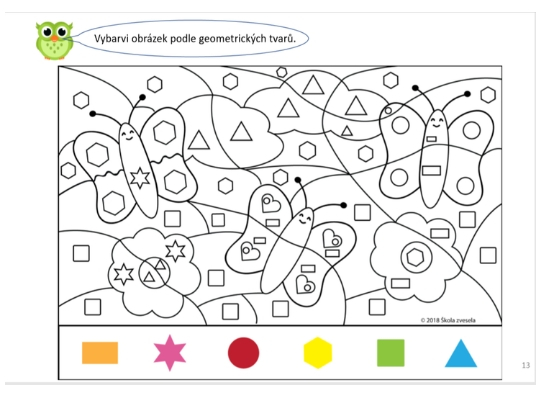 Vybarvi obrázek podle geometrických tvarů.
© 2018 Škola zvesela
13